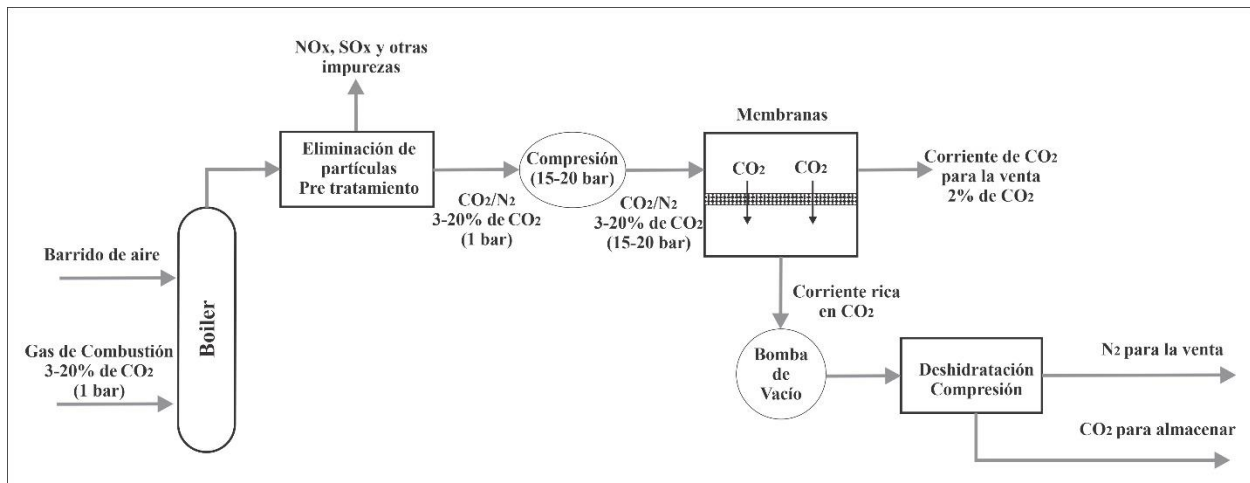 NOx, SOx y otras
impurezas
Eliminación de
partículas
Pre tratamiento
Compresión
(15-20 bar)
Membranas
CO2
CO2
Corriente de CO2
para la venta
2% de CO2
CO2/N2
3-20% de CO2
(1 bar)
CO2/N2
3-20% de CO2
(15-20 bar)
Barrido de aire
Boiler
Gas de Combustión
3-20% de CO2
(1 bar)
Corriente rica
en CO2
Bomba
de
Vacío
Deshidratación
Compresión
N2 para la venta
CO2 para almacenar